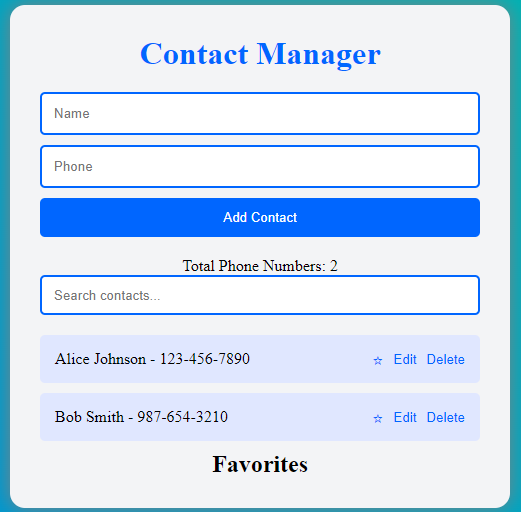 Contact Manager
Name
Phone
Add Contact
Total Phone Numbers: 2
Search contacts...
Alice Johnson - 123-456-7890 ☆ Edit Delete
Bob Smith - 987-654-3210 ☆ Edit Delete
Favorites